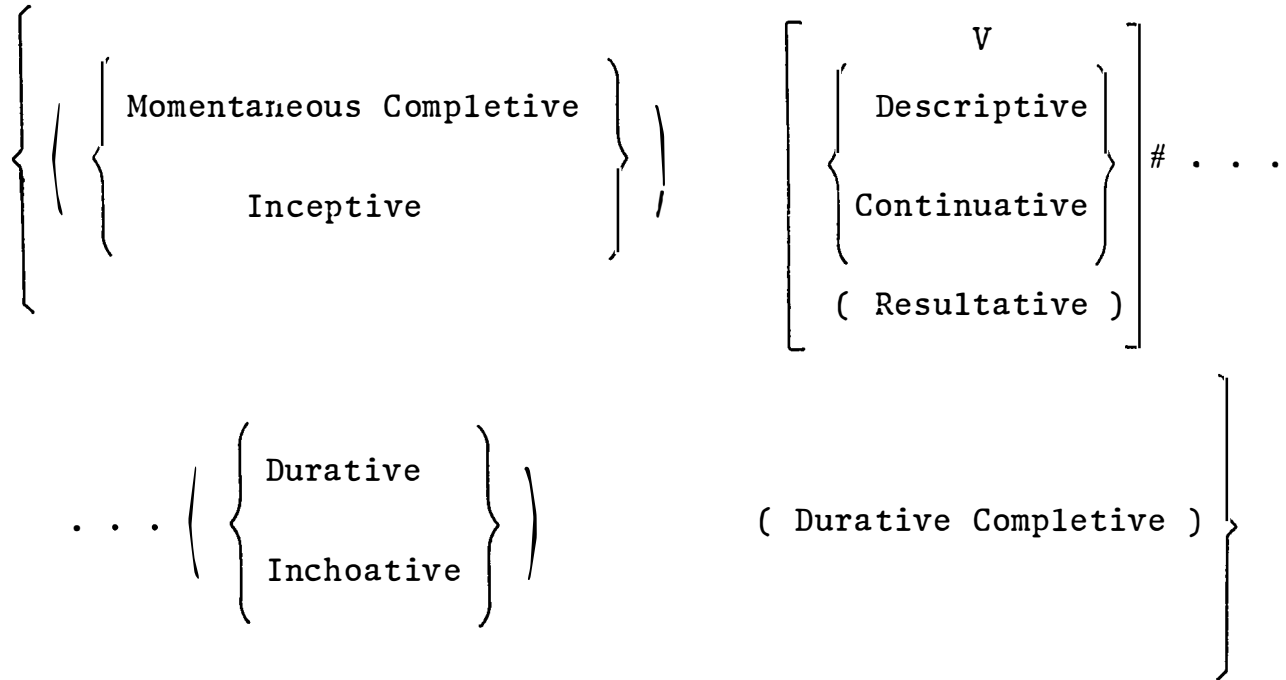 V
Momentaneous Completive
Descriptive
# . . .
Inceptive
Continuative
( Resultative )
Durative
. . .
( Durative Completive )
Inchoative